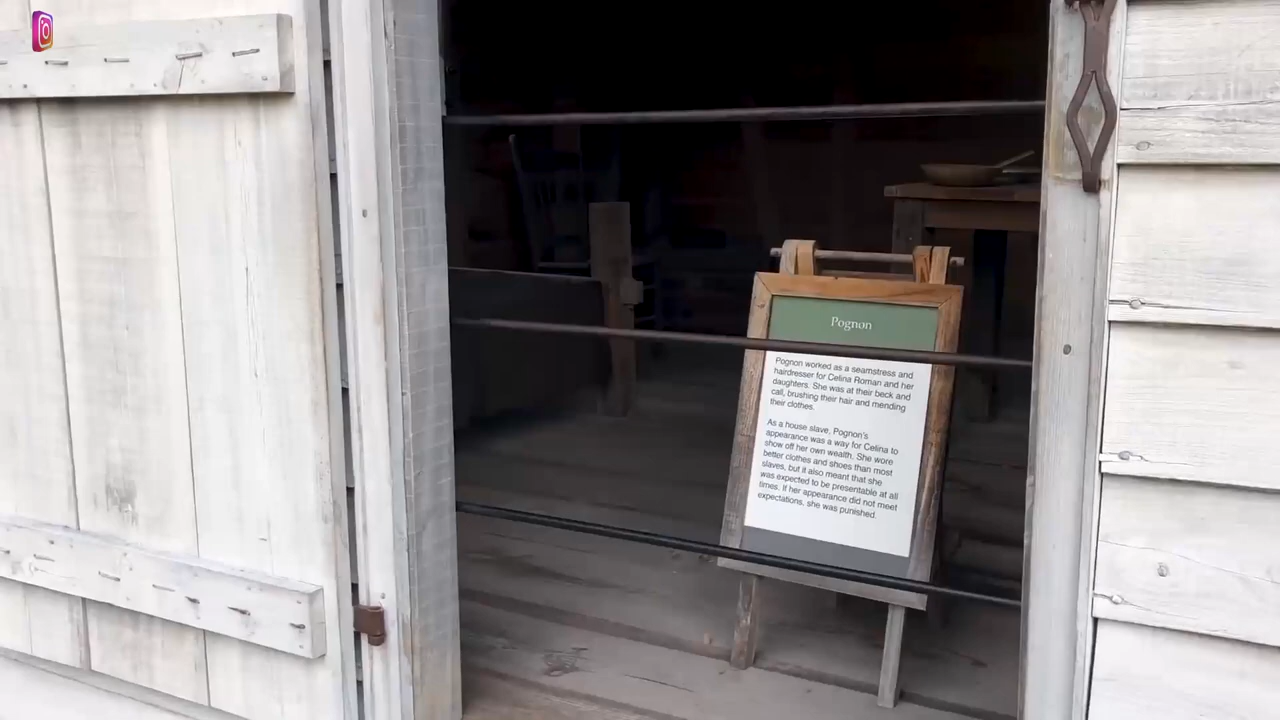 Pognon
Pognon worked as a seamstress and
hairdresser for Celina Roman and her
daughters. She was at their beck and
call, brushing their hair and mending
their clothes.
As a house slave, Pognon's
appearance was a way for Celina to
show off her own wealth. She wore
better clothes and shoes than most
slaves, but it also meant that she
was expected to be presentable at all
times. If her appearance did not meet
expectations, she was punished.